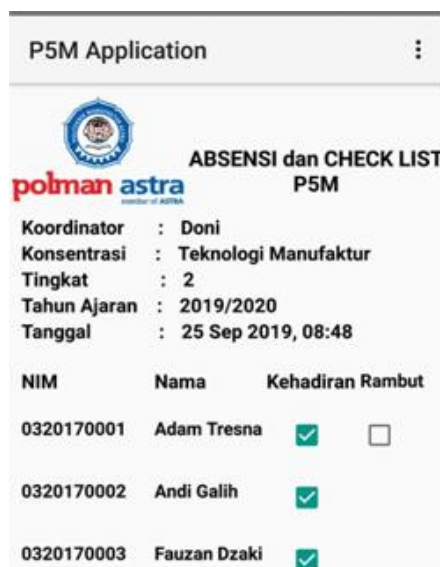 P5M Application
ABSENSI dan CHECK LIST
P5M
polman astra
member of ASTRA
Koordinator : Doni
Konsentrasi : Teknologi Manufaktur
Tingkat : 2
Tahun Ajaran : 2019/2020
Tanggal : 25 Sep 2019, 08:48
NIM Nama Kehadiran Rambut
0320170001 Adam Tresna
0320170002 Andi Galih
0320170003 Fauzan Dzaki